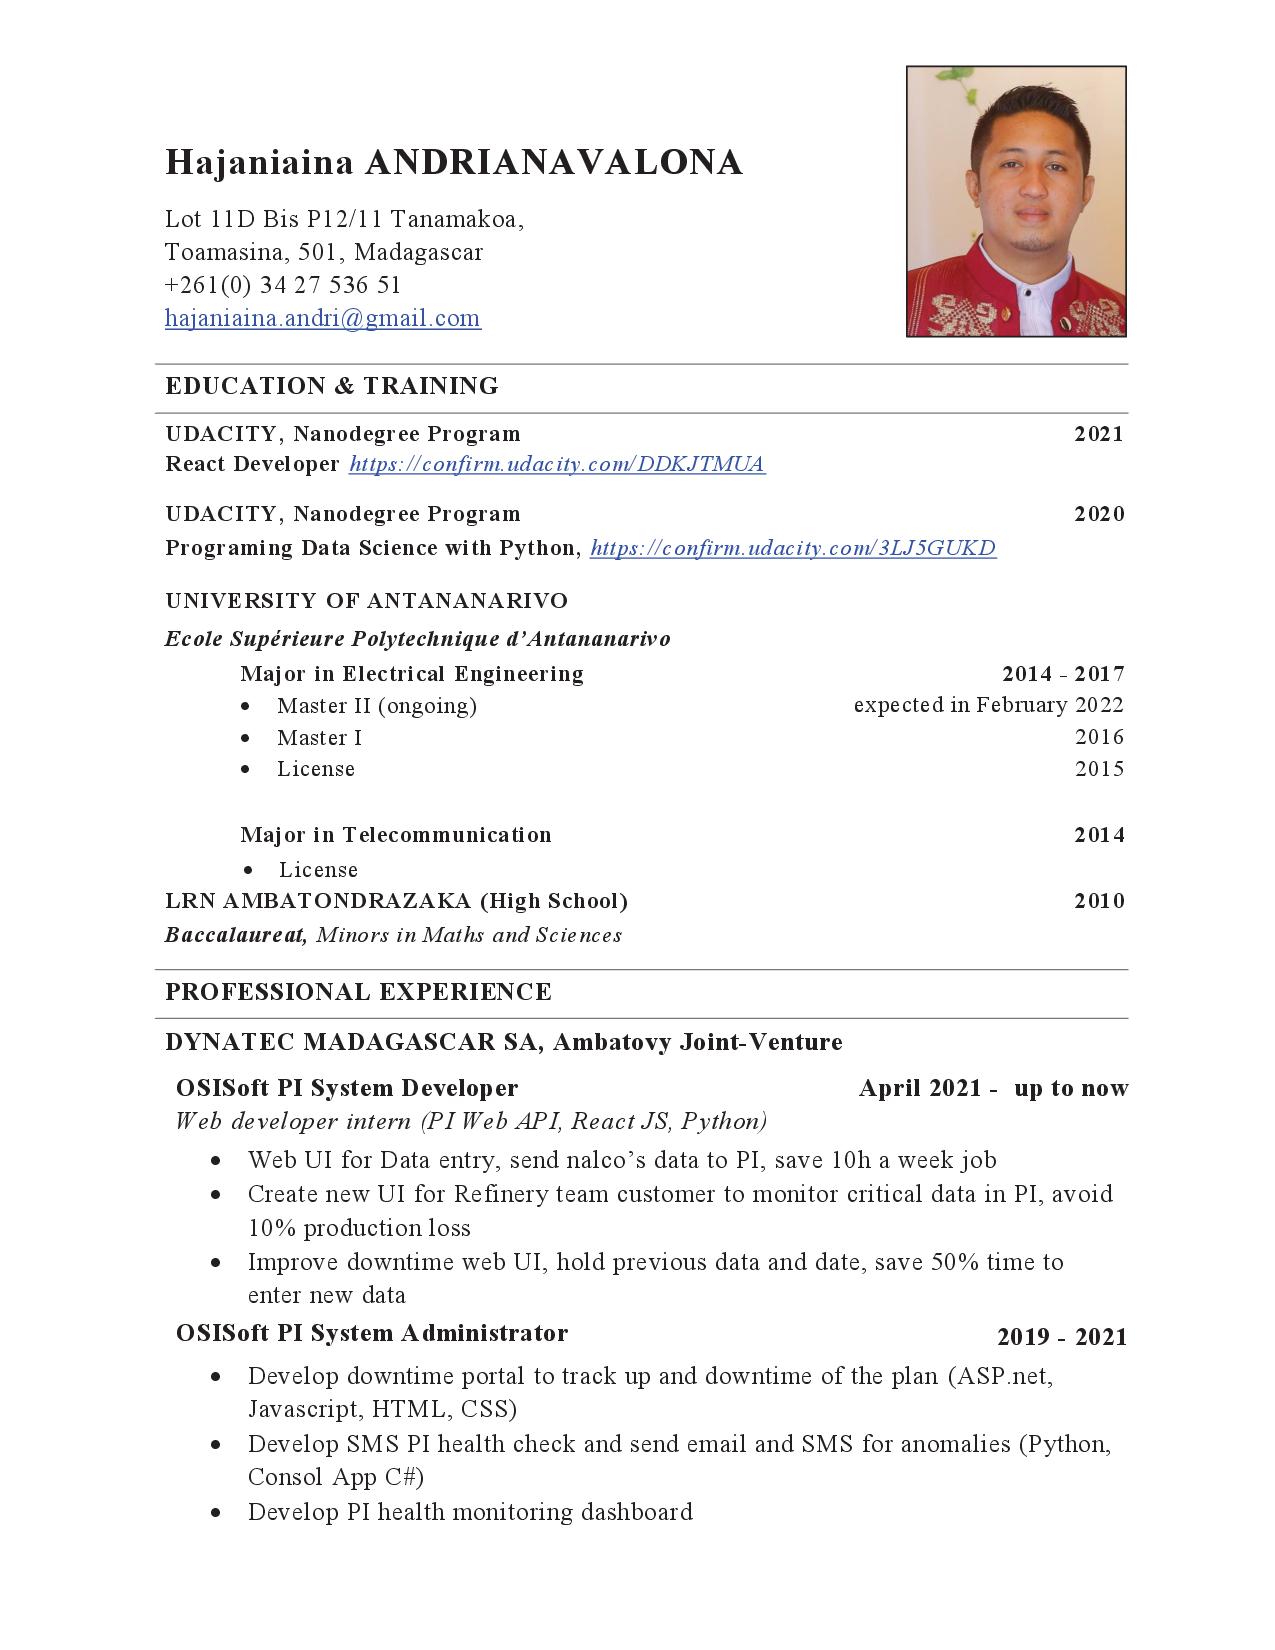 Hajaniaina ANDRIANAVALONA
Lot 11D Bis P12/11 Tanamakoa,
Toamasina, 501, Madagascar
+261(0) 34 27 536 51
hajaniaina.andri@gmail.com
EDUCATION & TRAINING
UDACITY, Nanodegree Program 2021
React Developer https://confirm.udacity.com/DDKJTMUA
UDACITY, Nanodegree Program 2020
Programing Data Science with Python, https://confirm.udacity.com/3LJ5GUKD
UNIVERSITY OF ANTANANARIVO
Ecole Supérieure Polytechnique d’Antananarivo
Major in Electrical Engineering 2014 - 2017
• Master II (ongoing) expected in February 2022
• Master I 2016
• License 2015
Major in Telecommunication 2014
• License
LRN AMBATONDRAZAKA (High School) 2010
Baccalaureat, Minors in Maths and Sciences
PROFESSIONAL EXPERIENCE
DYNATEC MADAGASCAR SA, Ambatovy Joint-Venture
OSISoft PI System Developer April 2021 - up to now
Web developer intern (PI Web API, React JS, Python)
• Web UI for Data entry, send nalco’s data to PI, save 10h a week job
• Create new UI for Refinery team customer to monitor critical data in PI, avoid
10% production loss
• Improve downtime web UI, hold previous data and date, save 50% time to
enter new data
OSISoft PI System Administrator 2019 - 2021
• Develop downtime portal to track up and downtime of the plan (ASP.net,
Javascript, HTML, CSS)
• Develop SMS PI health check and send email and SMS for anomalies (Python,
Consol App C#)
• Develop PI health monitoring dashboard